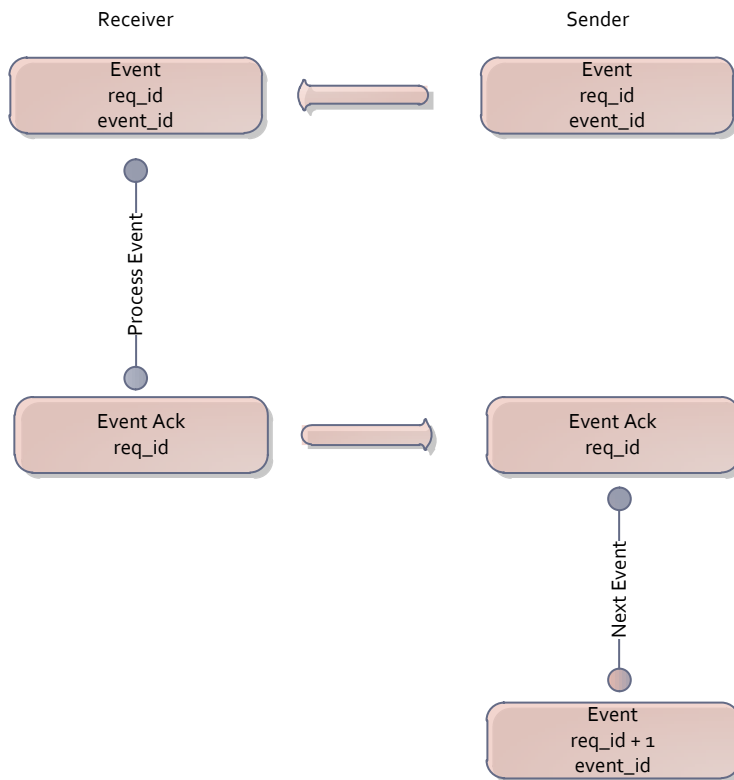 Receiver
Sender
Event
req_id
event_id
Event
req_id
event_id
Process Event
Event Ack
req_id
Event Ack
req_id
Next Event
Event
req_id + 1
event_id